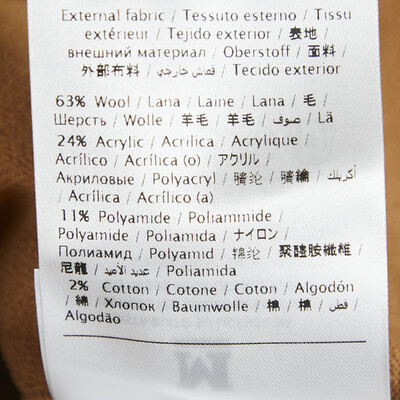 External fabric / Tessuto esterno / Tissu
extérieur / Tejido exterior / 表地 /
внешний материал / Oberstoff / 面料 /
外部布料 / قماش خارجي / Tecido exterior
63% Wool / Lana / Laine / Lana / 毛 /
Шерсть / Wolle / 羊毛 / 羊毛 / صوف / Lã
24% Acrylic / Acrilica / Acrylique /
Acrílico / Acrílica (o) / アクリル /
Акриловые / Polyacryl / 腈纶 / أكريلك
/ Acrílica / Acrílico (a)
11% Polyamide / Poliammide /
Polyamide / Poliamida / ナイロン /
Полиамид / Polyamid / 锦纶 / 聚醯胺纖維 /
尼龍 / عديد الأميد / Poliamida
2% Cotton / Cotone / Coton / Algodón
/ 綿 / Хлопок / Baumwolle / 棉 / 棉 / قطن /
Algodão
M